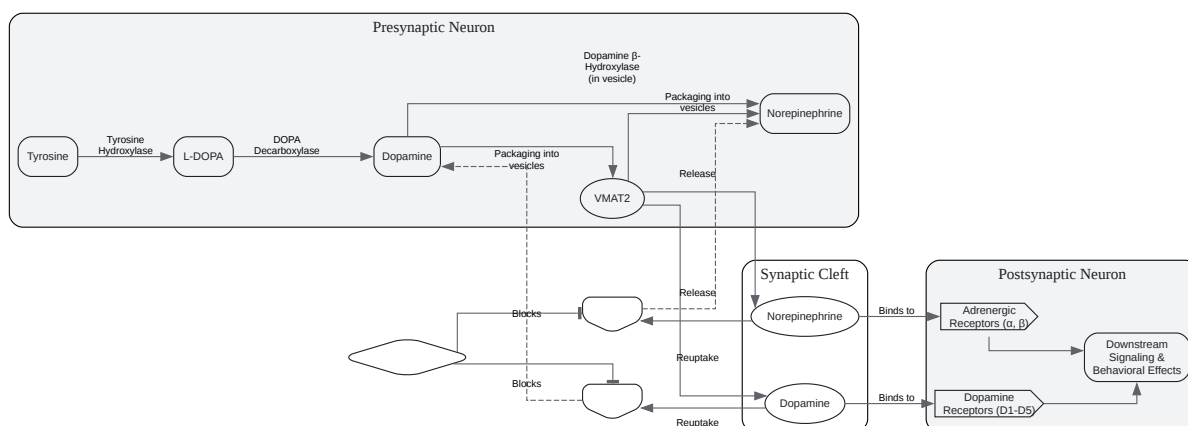 Presynaptic Neuron
Dopamine β-
Hydroxylase
(in vesicle)
Packaging into
vesicles
Norepinephrine
Tyrosine
Tyrosine
Hydroxylase
L-DOPA
DOPA
Decarboxylase
Dopamine
Packaging into
vesicles
Release
VMAT2
Synaptic Cleft
Postsynaptic Neuron
Release
Blocks
Norepinephrine
Binds to
Adrenergic
Receptors (α, β)
Downstream
Signaling &
Behavioral Effects
Reuptake
Blocks
Dopamine
Binds to
Dopamine
Receptors (D1-D5)
Reuptake